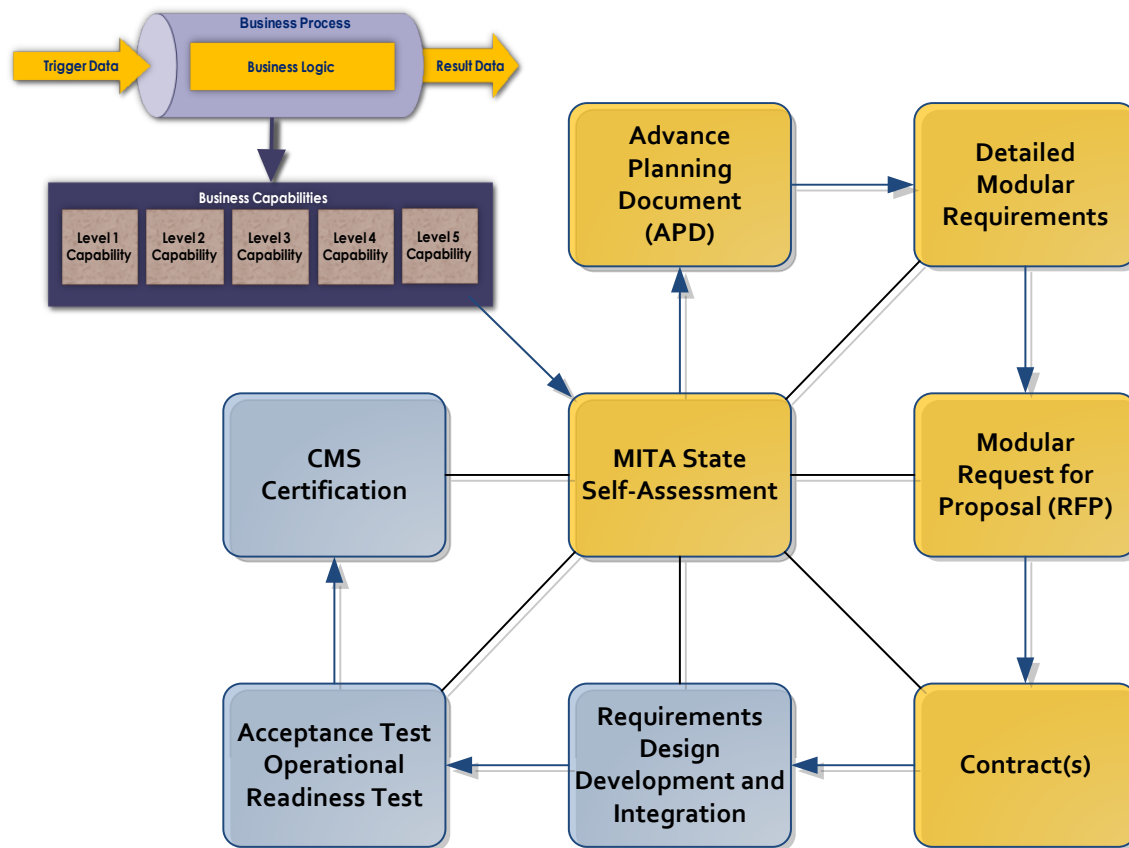 Business Process
Trigger Data
Business Logic
Result Data
Business Capabilities
Level 1
Capability
Level 2
Capability
Level 3
Capability
Level 4
Capability
Level 5
Capability
Advance
Planning
Document
(APD)
Detailed
Modular
Requirements
CMS
Certification
MITA State
Self-Assessment
Modular
Request for
Proposal (RFP)
Acceptance Test
Operational
Readiness Test
Requirements
Design
Development and
Integration
Contract(s)